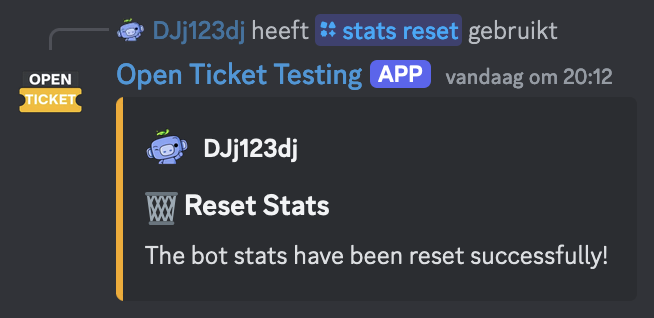 DJj123dj heeft stats reset gebruikt
OPEN
TICKET
Open Ticket Testing APP vandaag om 20:12
DJj123dj
Reset Stats
The bot stats have been reset successfully!